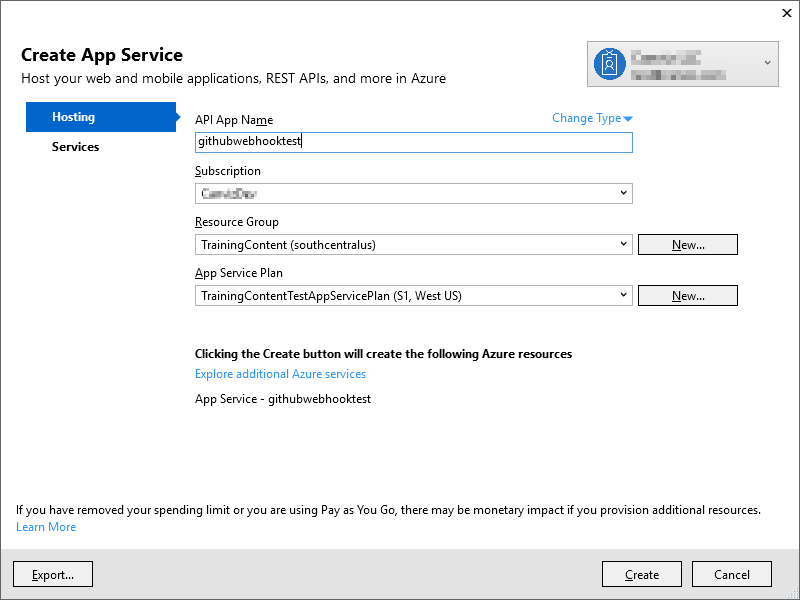 Create App Service
Host your web and mobile applications, REST APIs, and more in Azure
Hosting
Services
API App Name
Change Type
githubwebhooktest
Subscription
Resource Group
TrainingContent (southcentralus)
New...
App Service Plan
TrainingContentTestAppServicePlan (S1, West US)
New...
Clicking the Create button will create the following Azure resources
Explore additional Azure services
App Service - githubwebhooktest
If you have removed your spending limit or you are using Pay as You Go, there may be monetary impact if you provision additional resources.
Learn More
Export...
Create
Cancel